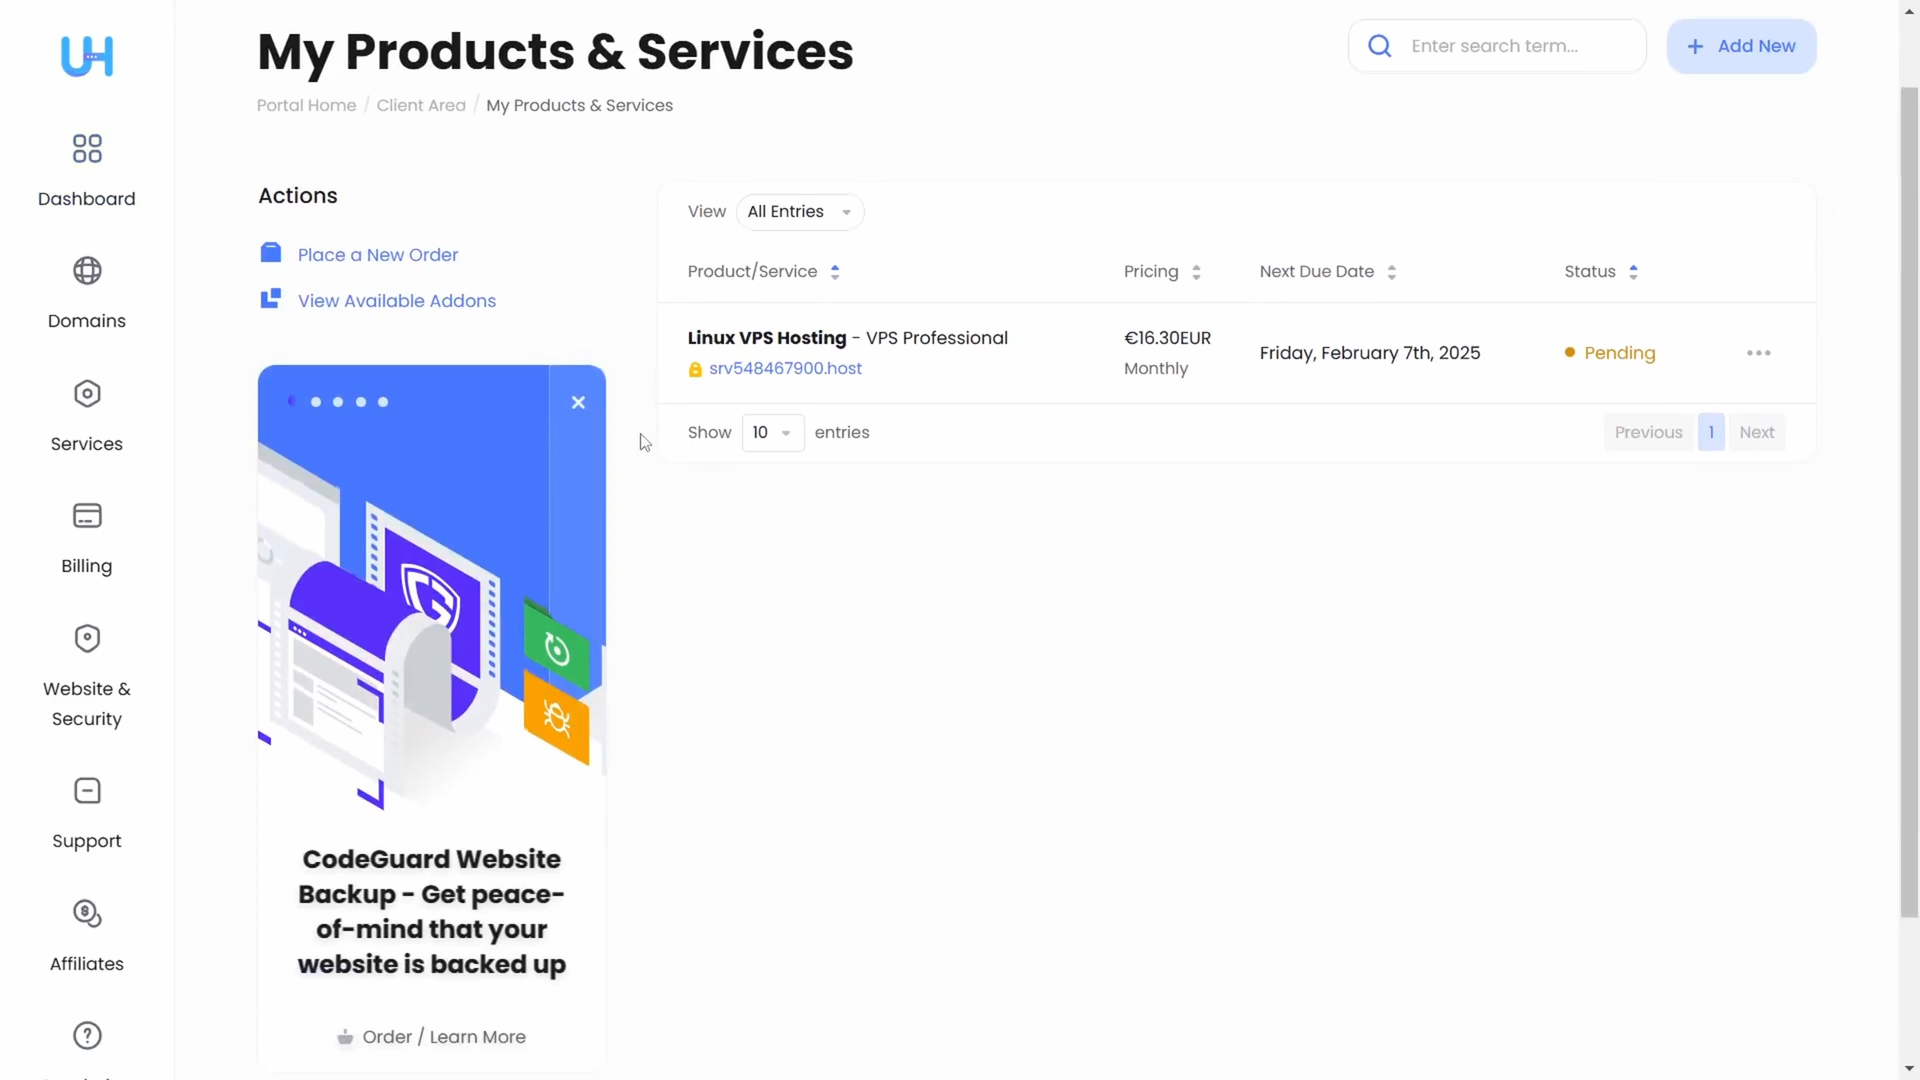 UH
My Products & Services
Enter search term...
+ Add New
Portal Home / Client Area / My Products & Services
Dashboard
Domains
Services
Billing
Website &
Security
Support
Affiliates
Actions
Place a New Order
View Available Addons
View All Entries
Product/Service Pricing Next Due Date Status
Linux VPS Hosting - VPS Professional €16.30EUR Friday, February 7th, 2025 Pending
srv548467900.host Monthly
Show 10 entries
Previous 1 Next
CodeGuard Website
Backup - Get peace-
of-mind that your
website is backed up
Order / Learn More